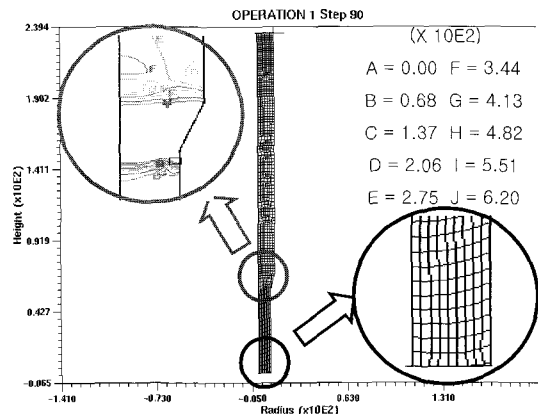 OPERATION 1 Step 90
(X 10E2)
A = 0.00 F = 3.44
B = 0.68 G = 4.13
C = 1.37 H = 4.82
D = 2.06 I = 5.51
E = 2.75 J = 6.20
Height (x10E2)
2.394
1.902
1.411
0.919
0.427
-0.065
-1.410
-0.730
-0.050
0.630
1.310
Radius (x10E2)